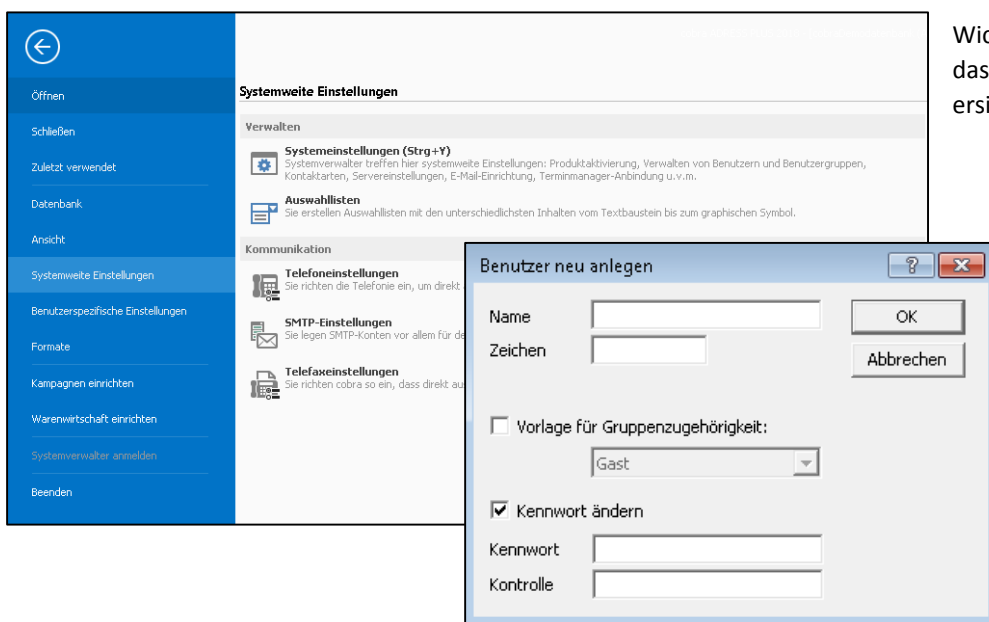 Öffnen
Schließen
Zuletzt verwendet
Datenbank
Ansicht
Systemweite Einstellungen
Benutzerspezifische Einstellungen
Formate
Kampagnen einrichten
Warenwirtschaft einrichten
Systemverwalter anmelden
Beenden
Systemweite Einstellungen
Verwalten
Systemeinstellungen (Strg+Y)
Systemverwalter treffen hier systemweite Einstellungen: Produktaktivierung, Verwalten von Benutzern und Benutzergruppen,
Kontaktarten, Servereinstellungen, E-Mail-Einrichtung, Terminmanager-Anbindung u.v.m.
Auswahllisten
Sie erstellen Auswahllisten mit den unterschiedlichsten Inhalten vom Textbaustein bis zum graphischen Symbol.
Kommunikation
Telefoneinstellungen
Sie richten die Telefonie ein, um direkt
SMTP-Einstellungen
Sie legen SMTP-Konten vor allem für de
Telefaxeinstellungen
Sie richten cobra so ein, dass direkt au
Benutzer neu anlegen
Name
OK
Zeichen
Abbrechen
Vorlage für Gruppenzugehörigkeit:
Gast
Kennwort ändern
Kennwort
Kontrolle
das